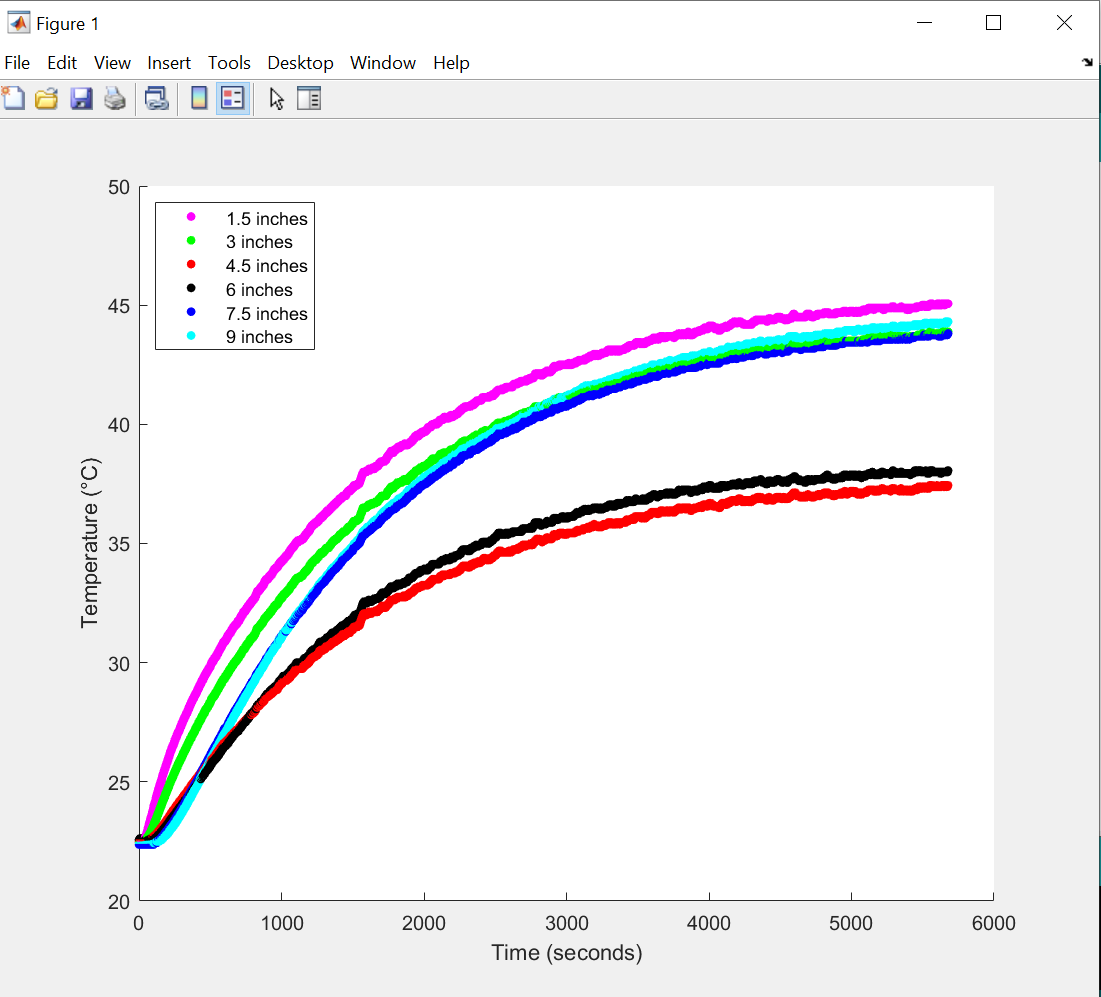 Figure 1
File Edit View Insert Tools Desktop Window Help
50
45
40
35
30
25
20
1.5 inches
3 inches
4.5 inches
6 inches
7.5 inches
9 inches
Temperature (°C)
0 1000 2000 3000 4000 5000 6000
Time (seconds)